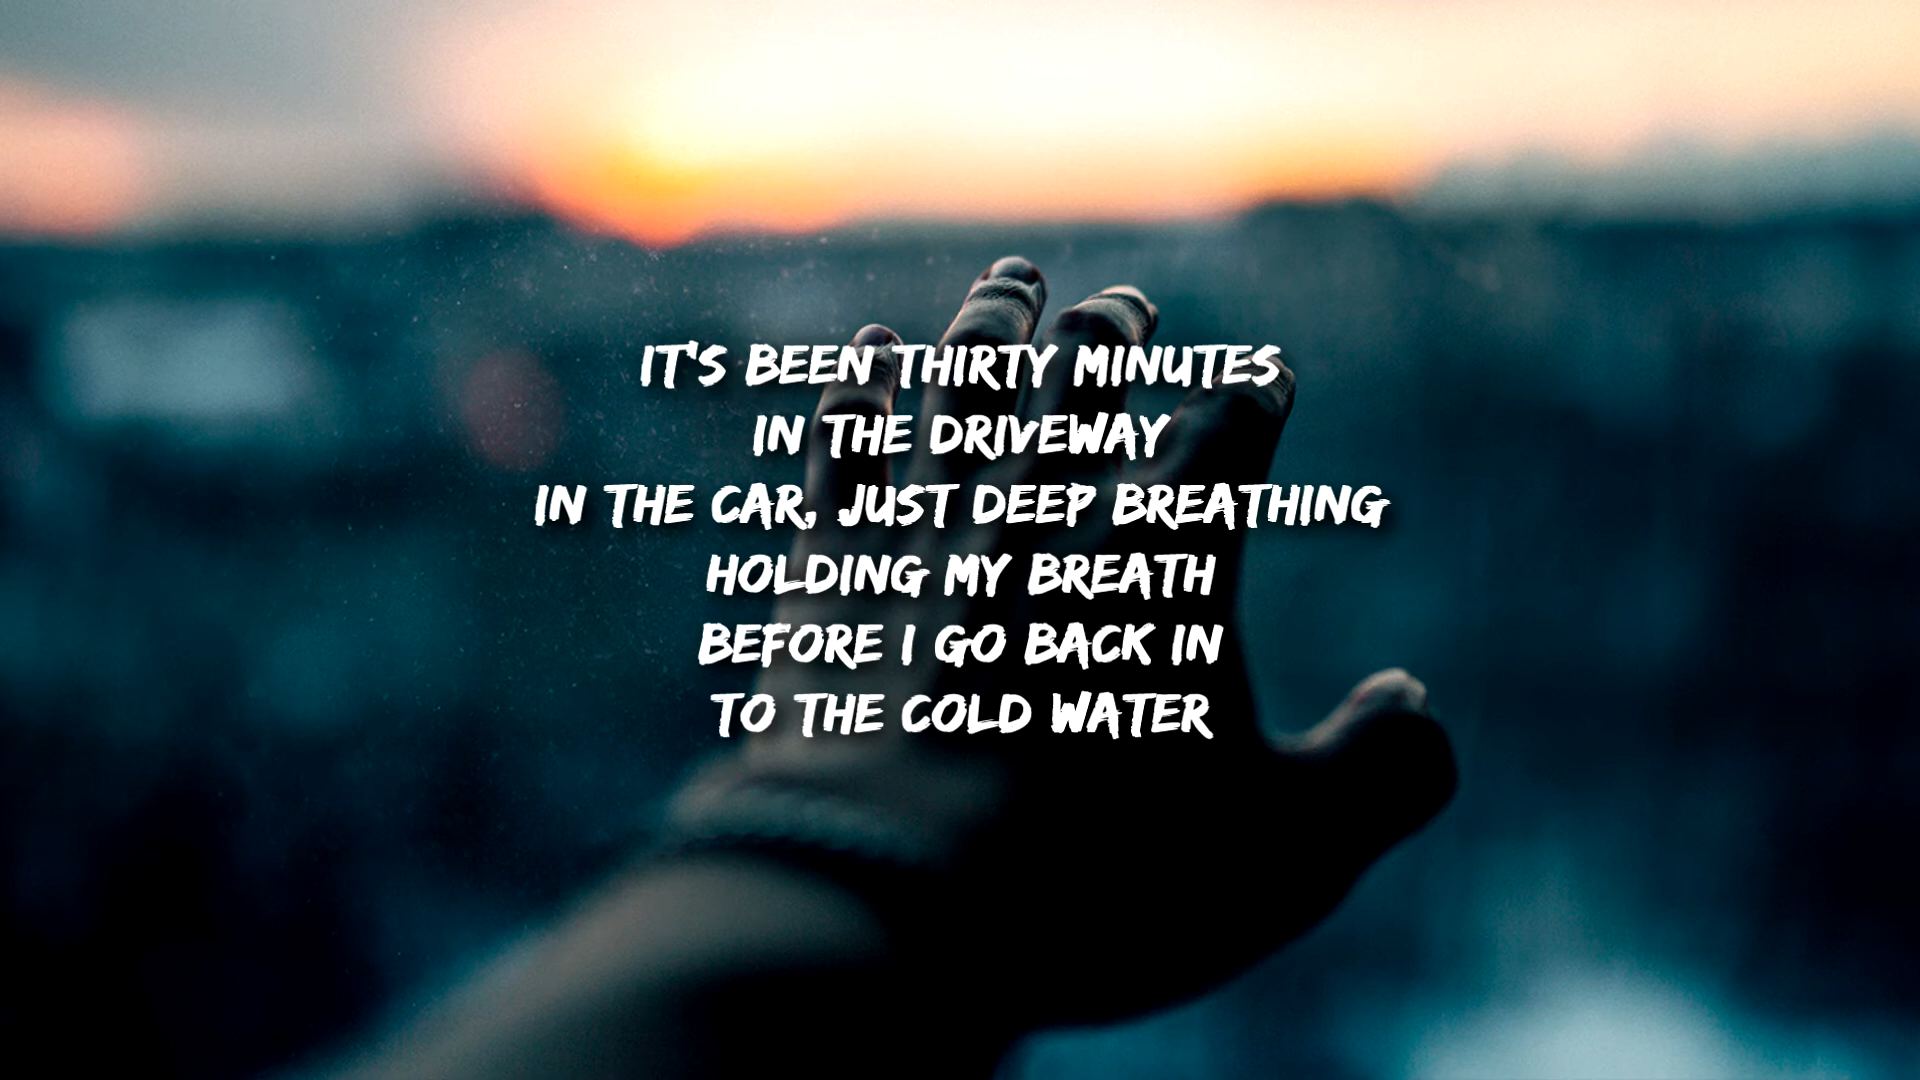 IT'S BEEN THIRTY MINUTES
IN THE DRIVEWAY
IN THE CAR, JUST DEEP BREATHING
HOLDING MY BREATH
BEFORE I GO BACK IN
TO THE COLD WATER